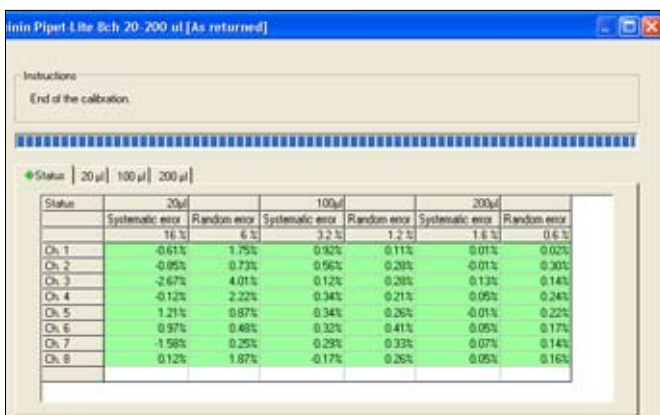 inin Pipet-Lite 8ch 20-200 ul [As returned]
Instructions
End of the calibration.
Status 20 µl 100 µl 200 µl
Status 20µl 100µl 200µl
Systematic error Random error Systematic error Random error Systematic error Random error
16 % 6 % 3.2 % 1.2 % 1.6 % 0.6 %
Ch. 1 -0.61% 1.75% 0.92% 0.11% 0.01% 0.02%
Ch. 2 -0.85% 0.73% 0.56% 0.28% -0.01% 0.30%
Ch. 3 -2.67% 4.01% 0.12% 0.28% 0.13% 0.14%
Ch. 4 -0.12% 2.22% 0.34% 0.21% 0.05% 0.24%
Ch. 5 1.21% 0.87% 0.34% 0.26% -0.01% 0.22%
Ch. 6 0.97% 0.48% 0.32% 0.41% 0.05% 0.17%
Ch. 7 -1.58% 0.25% 0.29% 0.33% 0.07% 0.14%
Ch. 8 0.12% 1.87% -0.17% 0.26% 0.05% 0.16%